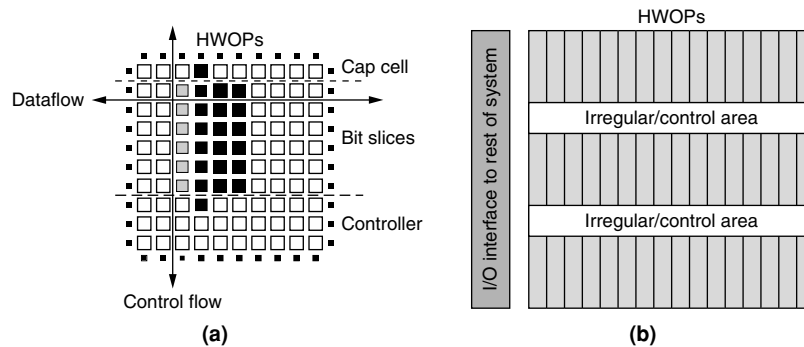 HWOPs
Cap cell
Dataflow
Bit slices
Controller
Control flow
(a)
HWOPs
I/O interface to rest of system
Irregular/control area
Irregular/control area
(b)